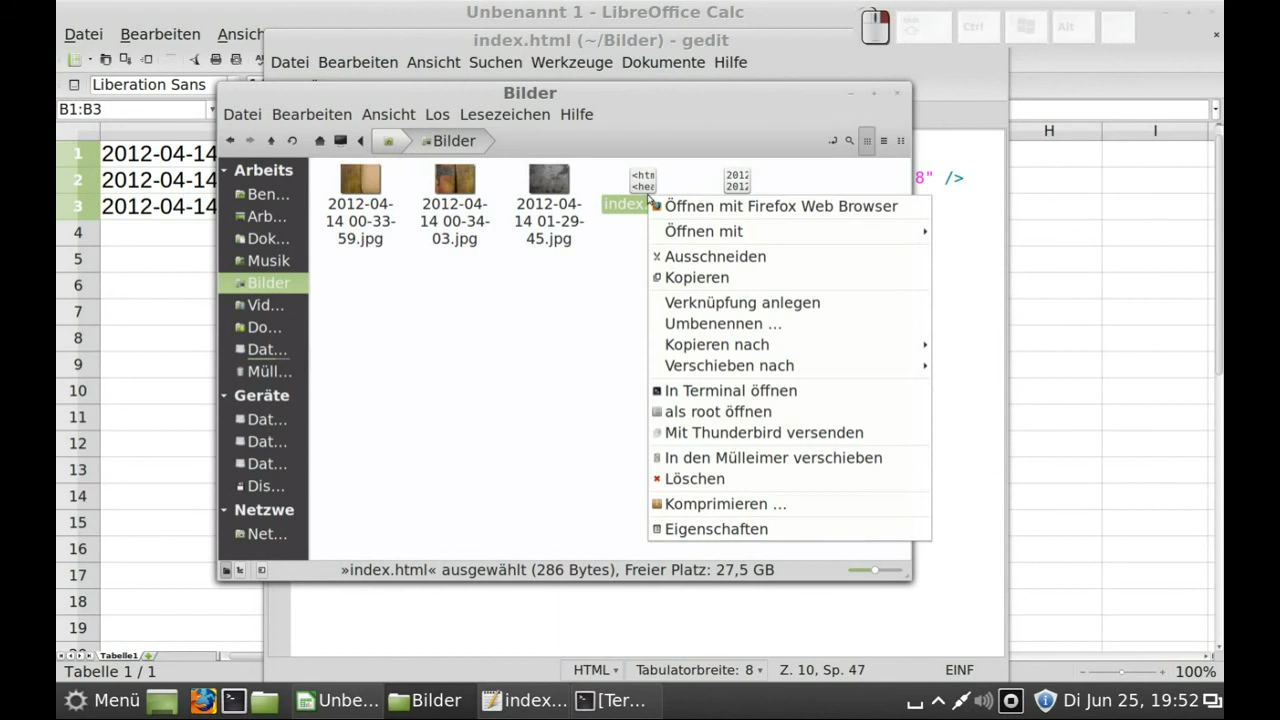 Unbenannt 1 - LibreOffice Calc
Datei Bearbeiten Ansich
index.html (~/Bilder) - gedit
Ctrl Alt
Datei Bearbeiten Ansicht Suchen Werkzeuge Dokumente Hilfe
Liberation Sans
B1:B3
H I
Bilder
Datei Bearbeiten Ansicht Los Lesezeichen Hilfe
Bilder
1 2012-04-14
2 2012-04-14
3 2012-04-14
4
5
6
7
8
9
10
11
12
13
14
15
16
17
18
19
8" />
Arbeits
Ben...
Arb...
Dok...
Musik
Bilder
Vid...
Do...
Dat...
Müll...
Geräte
Dat...
Dat...
Dat...
Dis...
Netzwe
Net...
<htm
<hea
2012
2012
2012-04-
14 00-33-
59.jpg
2012-04-
14 00-34-
03.jpg
2012-04-
14 01-29-
45.jpg
index.
Öffnen mit Firefox Web Browser
Öffnen mit
Ausschneiden
Kopieren
Verknüpfung anlegen
Umbenennen ...
Kopieren nach
Verschieben nach
In Terminal öffnen
als root öffnen
Mit Thunderbird versenden
In den Mülleimer verschieben
Löschen
Komprimieren ...
Eigenschaften
»index.html« ausgewählt (286 Bytes), Freier Platz: 27,5 GB
Tabelle1
Tabelle 1 / 1
HTML Tabulatorbreite: 8 Z. 10, Sp. 47 EINF
100%
Menü Unbe... Bilder index... [Ter... Di Jun 25, 19:52